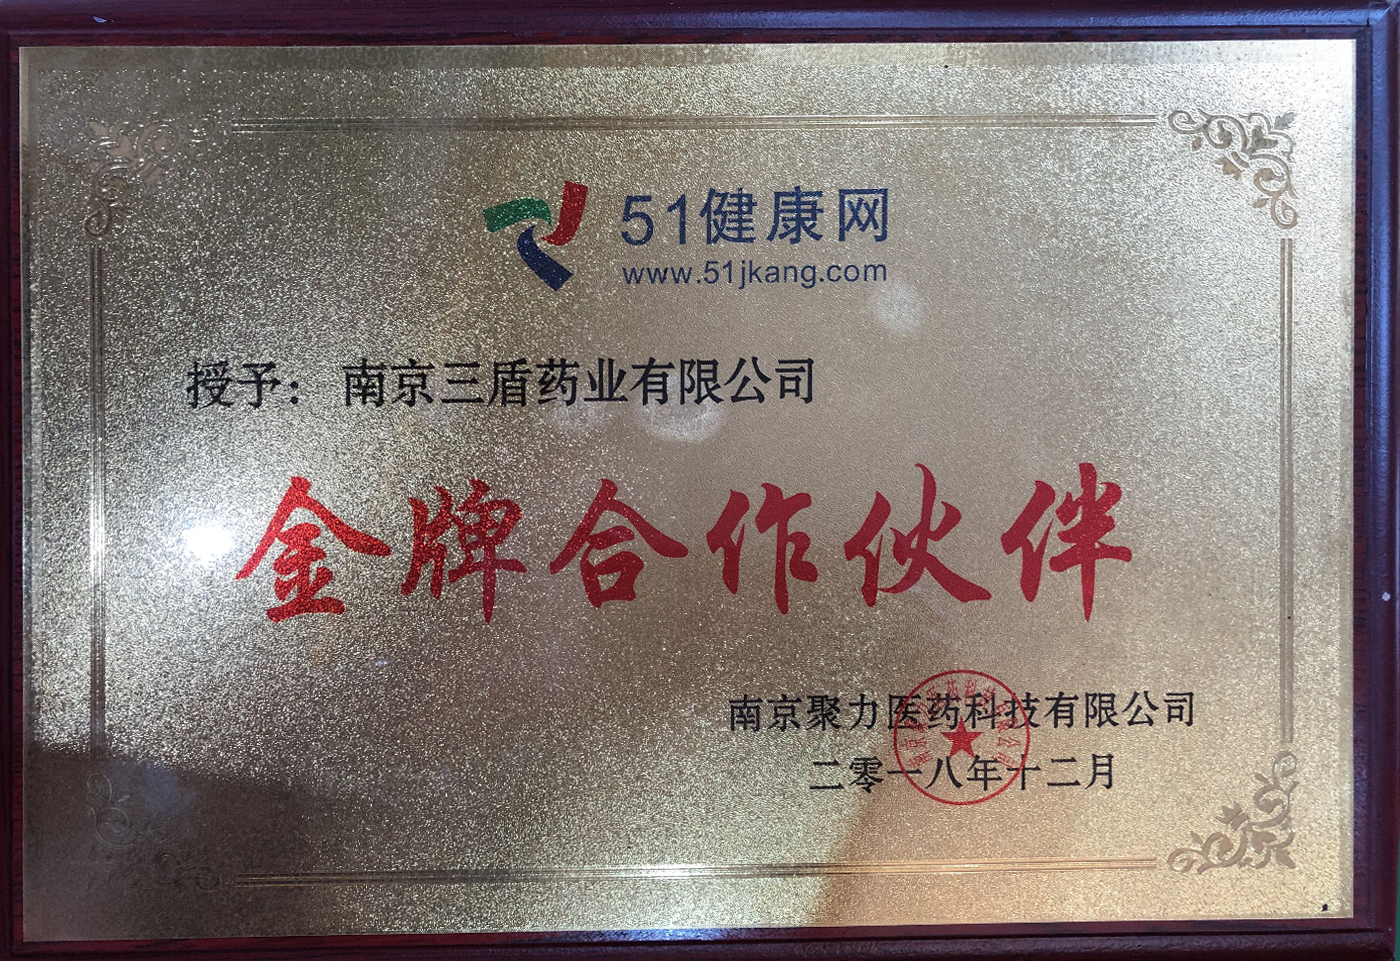 51健康网
www.51jkang.com
授予：南京三盾药业有限公司
金牌合作伙伴
南京聚力医药科技有限公司
二零一八年十二月